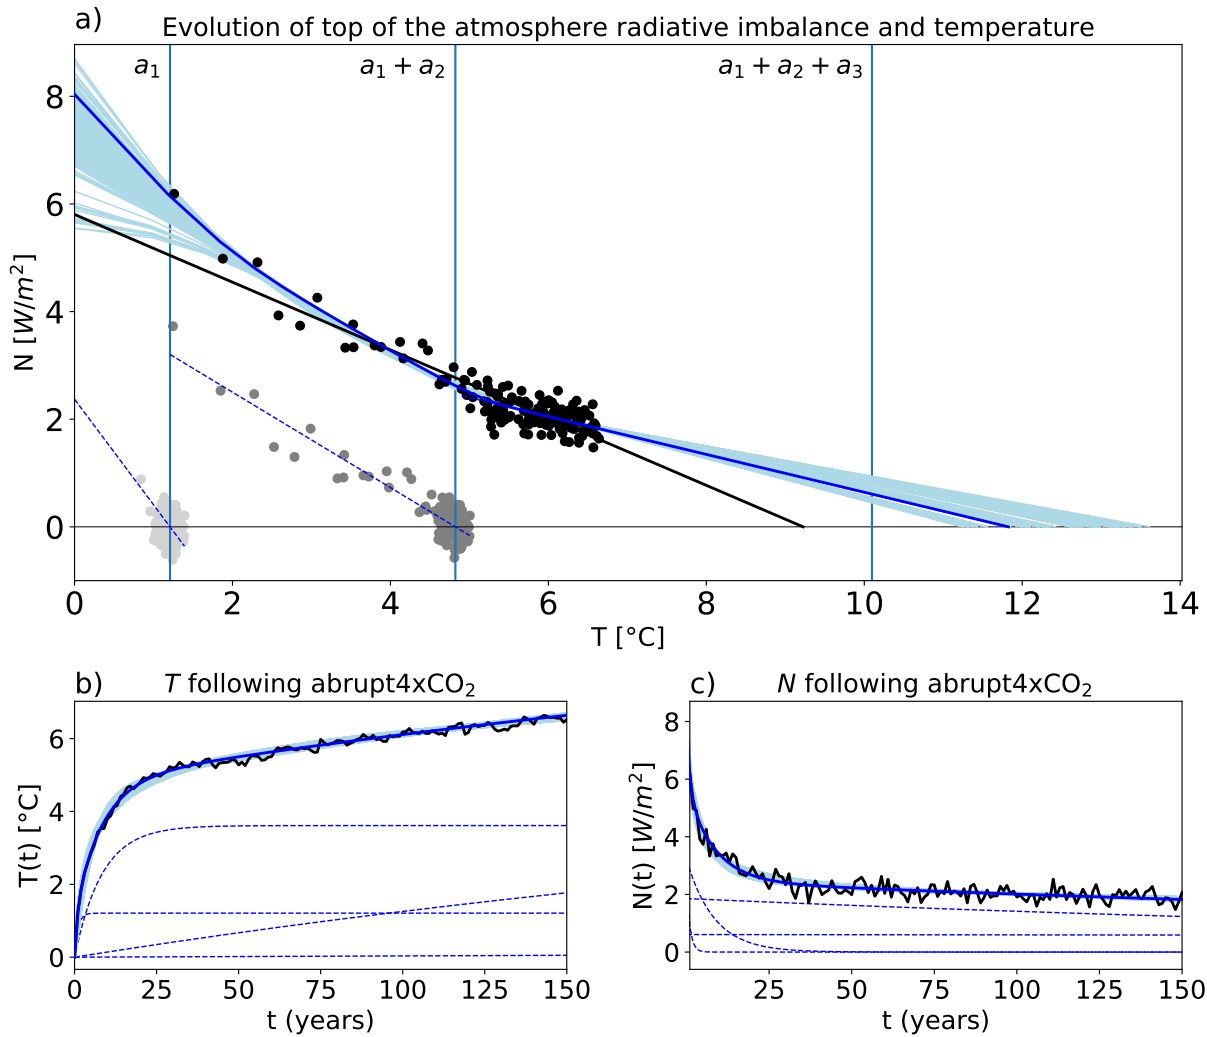 a)
Evolution of top of the atmosphere radiative imbalance and temperature
a₁
a₁ + a₂
a₁ + a₂ + a₃
8
6
4
2
0
N [W/m²]
0 2 4 6 8 10 12 14
T [°C]
b)
T following abrupt4xCO₂
6
4
2
0
T(t) [°C]
0 25 50 75 100 125 150
t (years)
c)
N following abrupt4xCO₂
8
6
4
2
0
N(t) [W/m²]
25 50 75 100 125 150
t (years)